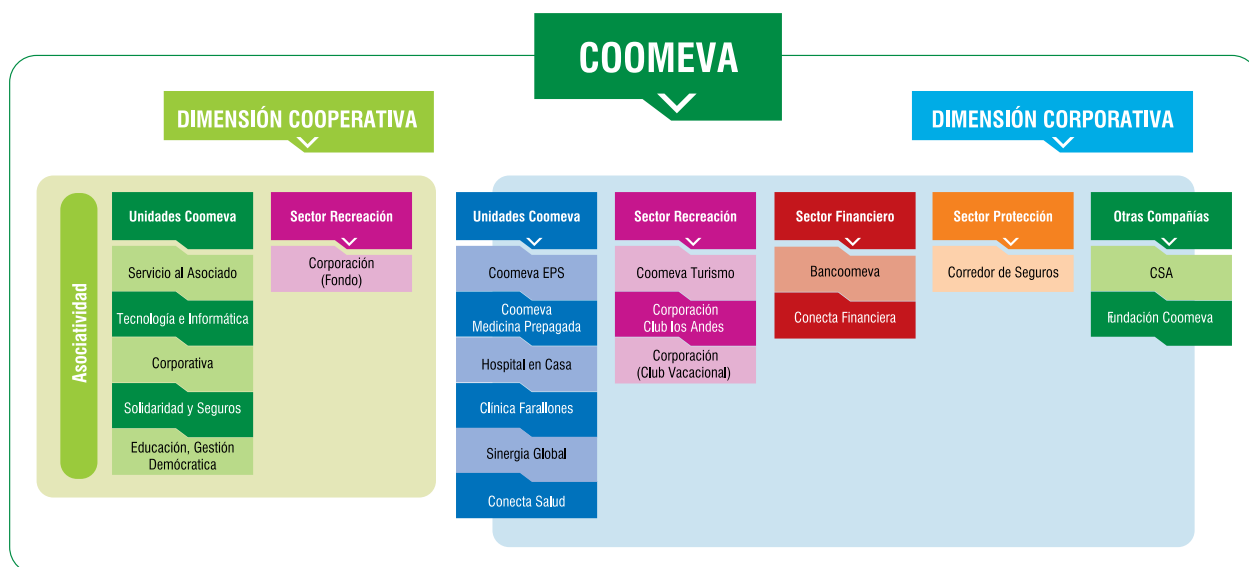 COOMEVA
DIMENSIÓN COOPERATIVA
DIMENSIÓN CORPORATIVA
Asociatividad
Unidades Coomeva
Servicio al Asociado
Tecnología e Informática
Corporativa
Solidaridad y Seguros
Educación, Gestión
Demócratica
Sector Recreación
Corporación
(Fondo)
Unidades Coomeva
Coomeva EPS
Coomeva
Medicina Prepagada
Hospital en Casa
Clínica Farallones
Sinergia Global
Conecta Salud
Sector Recreación
Coomeva Turismo
Corporación
Club los Andes
Corporación
(Club Vacacional)
Sector Financiero
Bancoomeva
Conecta Financiera
Sector Protección
Corredor de Seguros
Otras Compañías
CSA
Fundación Coomeva